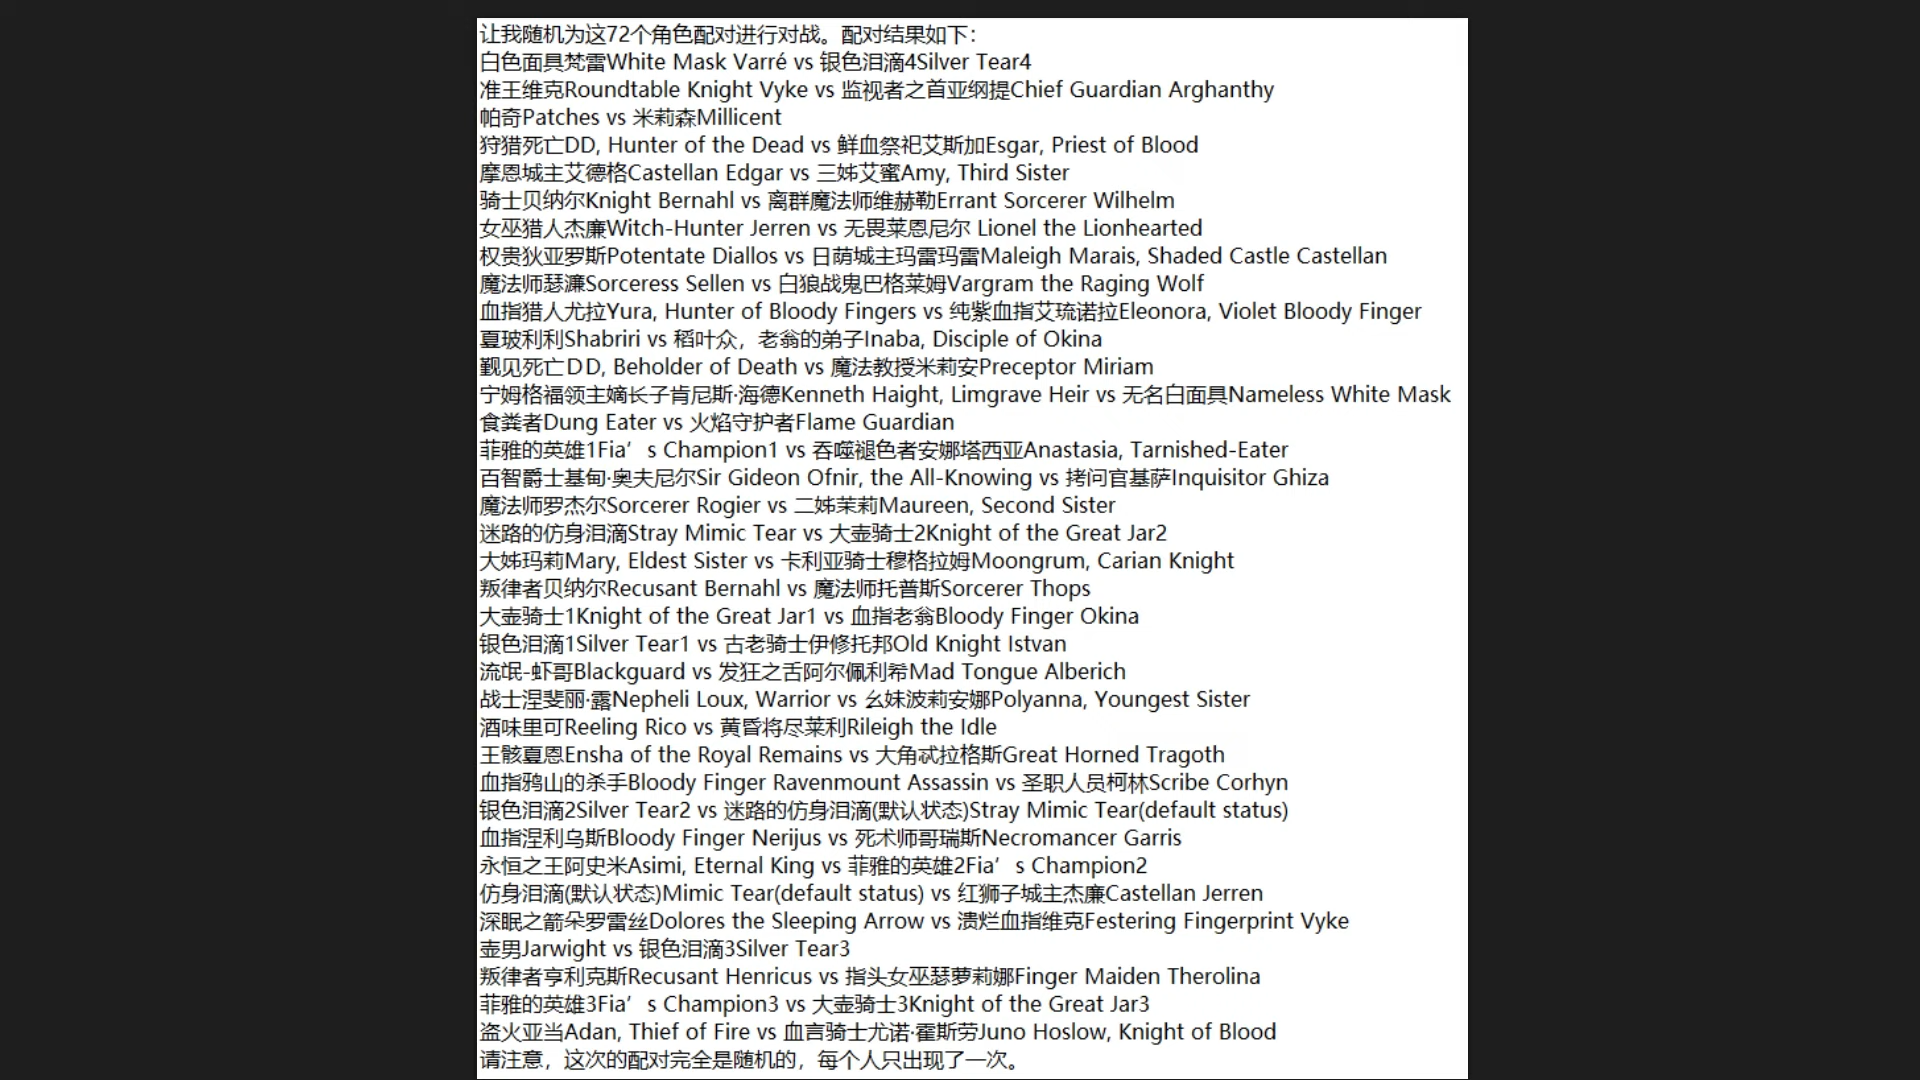 让我随机为这72个角色配对进行对战。配对结果如下：
白色面具梵雷White Mask Varré vs 银色泪滴4Silver Tear4
准王维克Roundtable Knight Vyke vs 监视者之首亚纲提Chief Guardian Arghanthy
帕奇Patches vs 米莉森Millicent
狩猎死亡DD, Hunter of the Dead vs 鲜血祭祀艾斯加Esgar, Priest of Blood
摩恩城主艾德格Castellan Edgar vs 三姊艾蜜Amy, Third Sister
骑士贝纳尔Knight Bernahl vs 离群魔法师维赫勒Errant Sorcerer Wilhelm
女巫猎人杰廉Witch-Hunter Jerren vs 无畏莱恩尼尔 Lionel the Lionhearted
权贵狄亚罗斯Potentate Diallos vs 日荫城主玛雷玛雷Maleigh Marais, Shaded Castle Castellan
魔法师瑟濂Sorceress Sellen vs 白狼战鬼巴格莱姆Vargram the Raging Wolf
血指猎人尤拉Yura, Hunter of Bloody Fingers vs 纯紫血指艾琉诺拉Eleonora, Violet Bloody Finger
夏玻利利Shabriri vs 稻叶众，老翁的弟子Inaba, Disciple of Okina
觐见死亡ＤD, Beholder of Death vs 魔法教授米莉安Preceptor Miriam
宁姆格福领主嫡长子肯尼斯·海德Kenneth Haight, Limgrave Heir vs 无名白面具Nameless White Mask
食粪者Dung Eater vs 火焰守护者Flame Guardian
菲雅的英雄1Fia’s Champion1 vs 吞噬褪色者安娜塔西亚Anastasia, Tarnished-Eater
百智爵士基甸·奥夫尼尔Sir Gideon Ofnir, the All-Knowing vs 拷问官基萨Inquisitor Ghiza
魔法师罗杰尔Sorcerer Rogier vs 二姊茉莉Maureen, Second Sister
迷路的仿身泪滴Stray Mimic Tear vs 大壶骑士2Knight of the Great Jar2
大姊玛莉Mary, Eldest Sister vs 卡利亚骑士穆格拉姆Moongrum, Carian Knight
叛律者贝纳尔Recusant Bernahl vs 魔法师托普斯Sorcerer Thops
大壶骑士1Knight of the Great Jar1 vs 血指老翁Bloody Finger Okina
银色泪滴1Silver Tear1 vs 古老骑士伊修托邦Old Knight Istvan
流氓-虾哥Blackguard vs 发狂之舌阿尔佩利希Mad Tongue Alberich
战士涅斐丽·露Nepheli Loux, Warrior vs 幺妹波莉安娜Polyanna, Youngest Sister
酒味里可Reeling Rico vs 黄昏将尽莱利Rileigh the Idle
王骸夏恩Ensha of the Royal Remains vs 大角忒拉格斯Great Horned Tragoth
血指鸦山的杀手Bloody Finger Ravenmount Assassin vs 圣职人员柯林Scribe Corhyn
银色泪滴2Silver Tear2 vs 迷路的仿身泪滴(默认状态)Stray Mimic Tear(default status)
血指涅利乌斯Bloody Finger Nerijus vs 死术师哥瑞斯Necromancer Garris
永恒之王阿史米Asimi, Eternal King vs 菲雅的英雄2Fia’s Champion2
仿身泪滴(默认状态)Mimic Tear(default status) vs 红狮子城主杰廉Castellan Jerren
深眠之箭朵罗雷丝Dolores the Sleeping Arrow vs 溃烂血指维克Festering Fingerprint Vyke
壶男Jarwight vs 银色泪滴3Silver Tear3
叛律者亨利克斯Recusant Henricus vs 指头女巫瑟萝莉娜Finger Maiden Therolina
菲雅的英雄3Fia’s Champion3 vs 大壶骑士3Knight of the Great Jar3
盗火亚当Adan, Thief of Fire vs 血言骑士尤诺·霍斯劳Juno Hoslow, Knight of Blood
请注意，这次的配对完全是随机的，每个人只出现了一次。